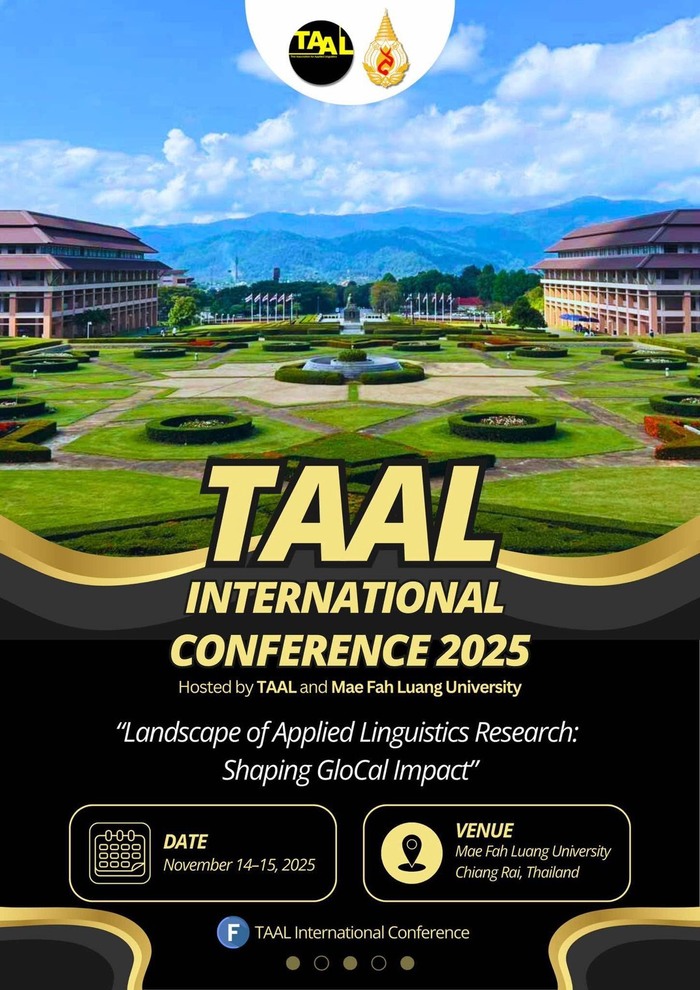 TAAL
TAAL
INTERNATIONAL
CONFERENCE 2025
Hosted by TAAL and Mae Fah Luang University
“Landscape of Applied Linguistics Research:
Shaping GloCal Impact”
DATE
November 14–15, 2025
VENUE
Mae Fah Luang University
Chiang Rai, Thailand
F TAAL International Conference